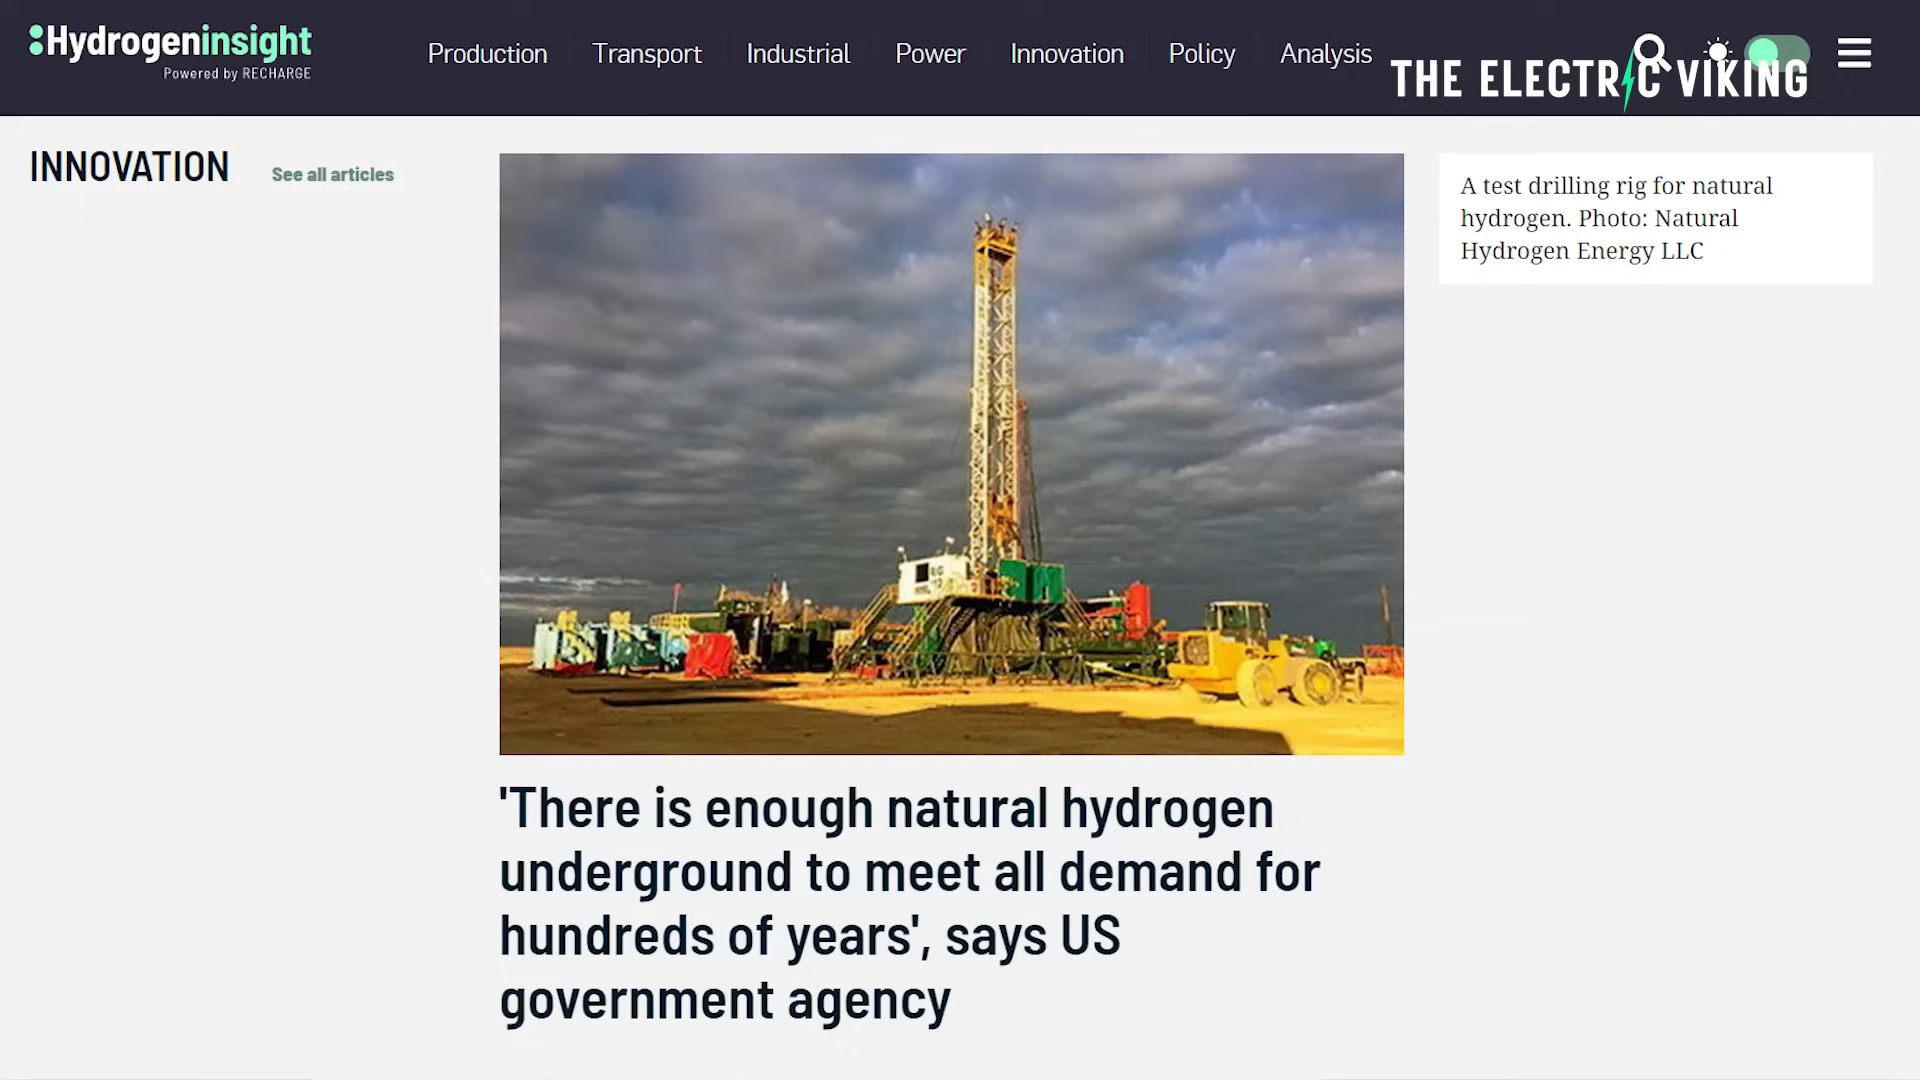 Hydrogeninsight
Powered by RECHARGE
Production Transport Industrial Power Innovation Policy Analysis
THE ELECTRIC VIKING
INNOVATION See all articles
A test drilling rig for natural
hydrogen. Photo: Natural
Hydrogen Energy LLC
'There is enough natural hydrogen
underground to meet all demand for
hundreds of years', says US
government agency